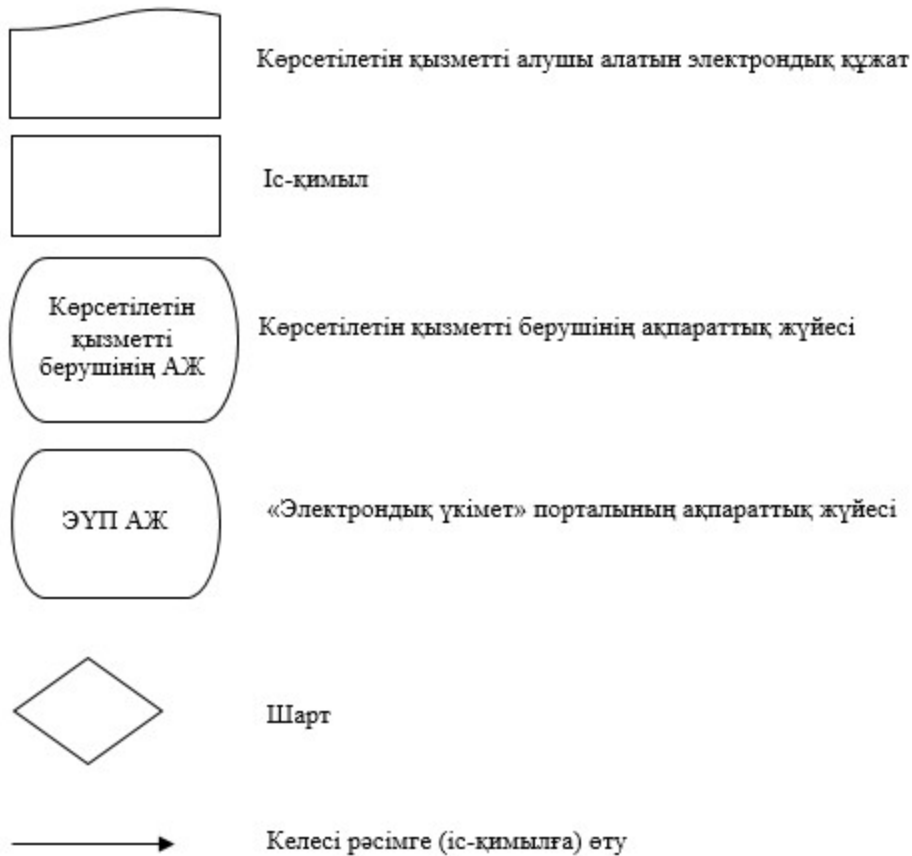 Көрсетілетін қызметті алушы алатын электрондық құжат
Іс-қимыл
Көрсетілетін
қызметті
берушінің АЖ
Көрсетілетін қызметті берушінің ақпараттық жүйесі
ЭҮП АЖ
«Электрондық үкімет» порталының ақпараттық жүйесі
Шарт
Келесі рәсімге (іс-қимылға) өту